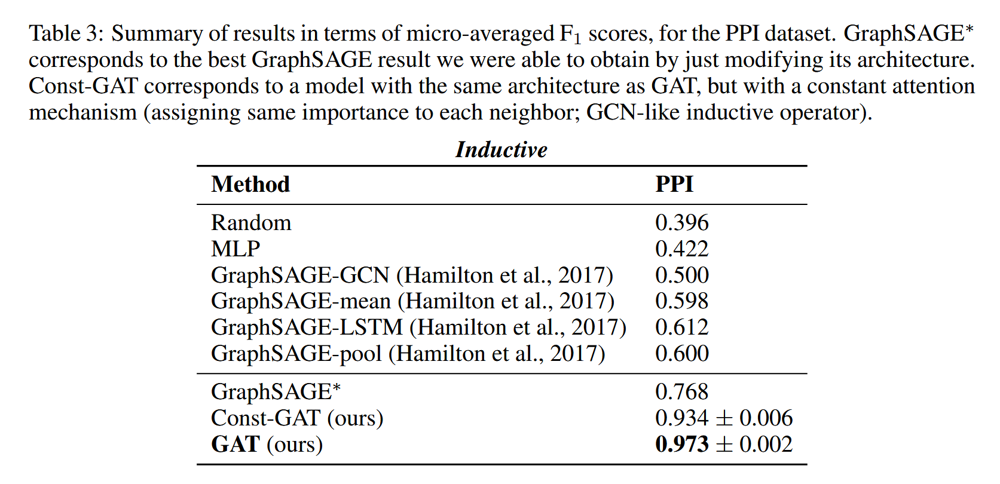 Table 3: Summary of results in terms of micro-averaged F₁ scores, for the PPI dataset. GraphSAGE*
corresponds to the best GraphSAGE result we were able to obtain by just modifying its architecture.
Const-GAT corresponds to a model with the same architecture as GAT, but with a constant attention
mechanism (assigning same importance to each neighbor; GCN-like inductive operator).
Inductive
Method PPI
Random 0.396
MLP 0.422
GraphSAGE-GCN (Hamilton et al., 2017) 0.500
GraphSAGE-mean (Hamilton et al., 2017) 0.598
GraphSAGE-LSTM (Hamilton et al., 2017) 0.612
GraphSAGE-pool (Hamilton et al., 2017) 0.600
GraphSAGE* 0.768
Const-GAT (ours) 0.934 ± 0.006
GAT (ours) 0.973 ± 0.002